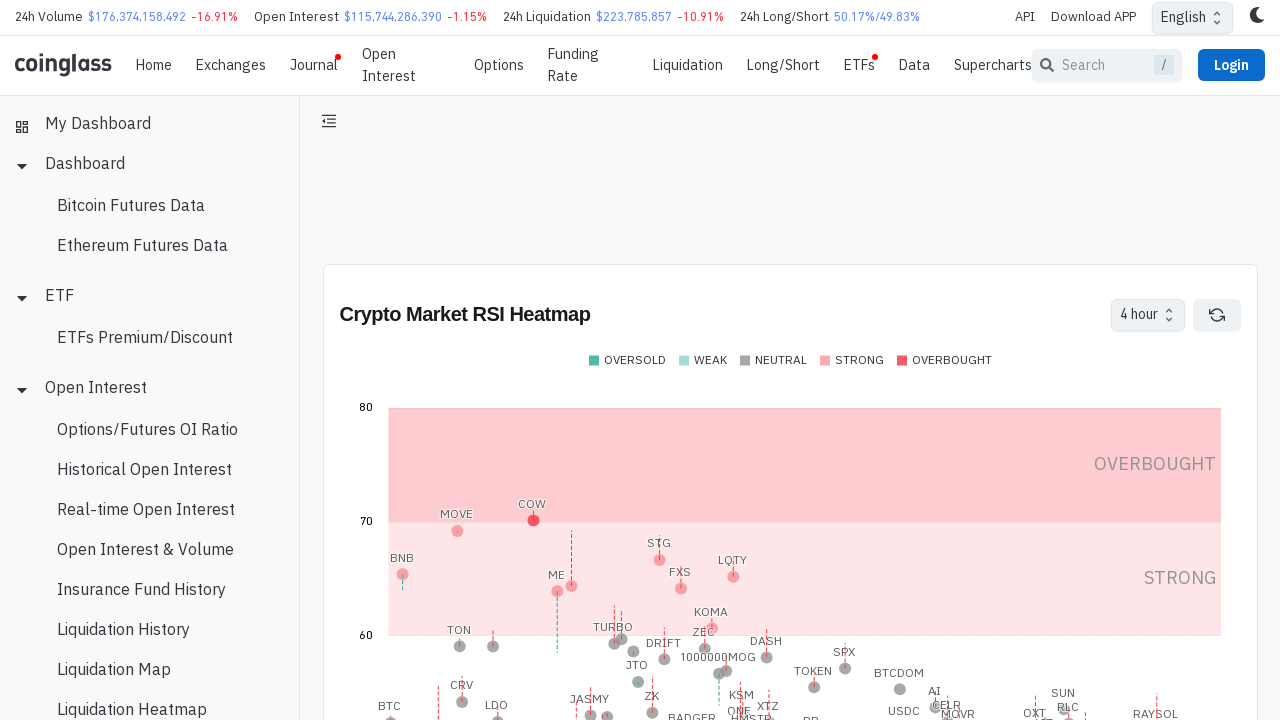 24h Volume $176,374,158,492 -16.91% Open Interest $115,744,286,390 -1.15% 24h Liquidation $223,785,857 -10.91% 24h Long/Short 50.17%/49.83% API Download APP English
coinglass Home Exchanges Journal Open Interest Options Funding Rate Liquidation Long/Short ETFs Data Supercharts Search / Login
My Dashboard
Dashboard
Bitcoin Futures Data
Ethereum Futures Data
ETF
ETFs Premium/Discount
Open Interest
Options/Futures OI Ratio
Historical Open Interest
Real-time Open Interest
Open Interest & Volume
Insurance Fund History
Liquidation History
Liquidation Map
Liquidation Heatmap
Crypto Market RSI Heatmap 4 hour
OVERSOLD WEAK NEUTRAL STRONG OVERBOUGHT
80
OVERBOUGHT
COW
MOVE
70
STG
BNB
LQTY
FXS
ME
STRONG
KOMA
TURBO
TON
ZEC
60
DRIFT
DASH
SPX
1000000MOG
JTO
TOKEN
BTCDOM
CRV
AI
SUN
ZK
KSM
JASMY
BTC
LDO
XTZ
CELR
RLC
ONE
USDC
MOVR
OXT
RAYSOL
BADGER
HMSTR